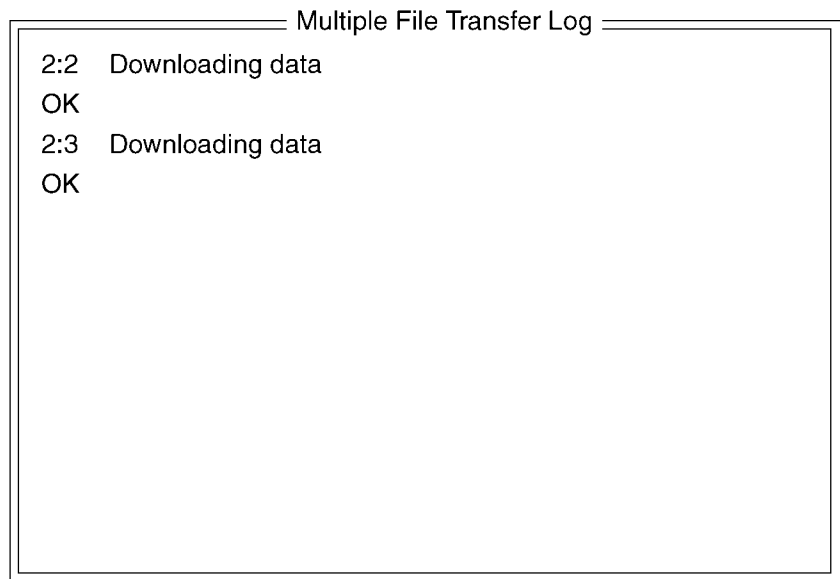 Multiple File Transfer Log
2:2 Downloading data
OK
2:3 Downloading data
OK